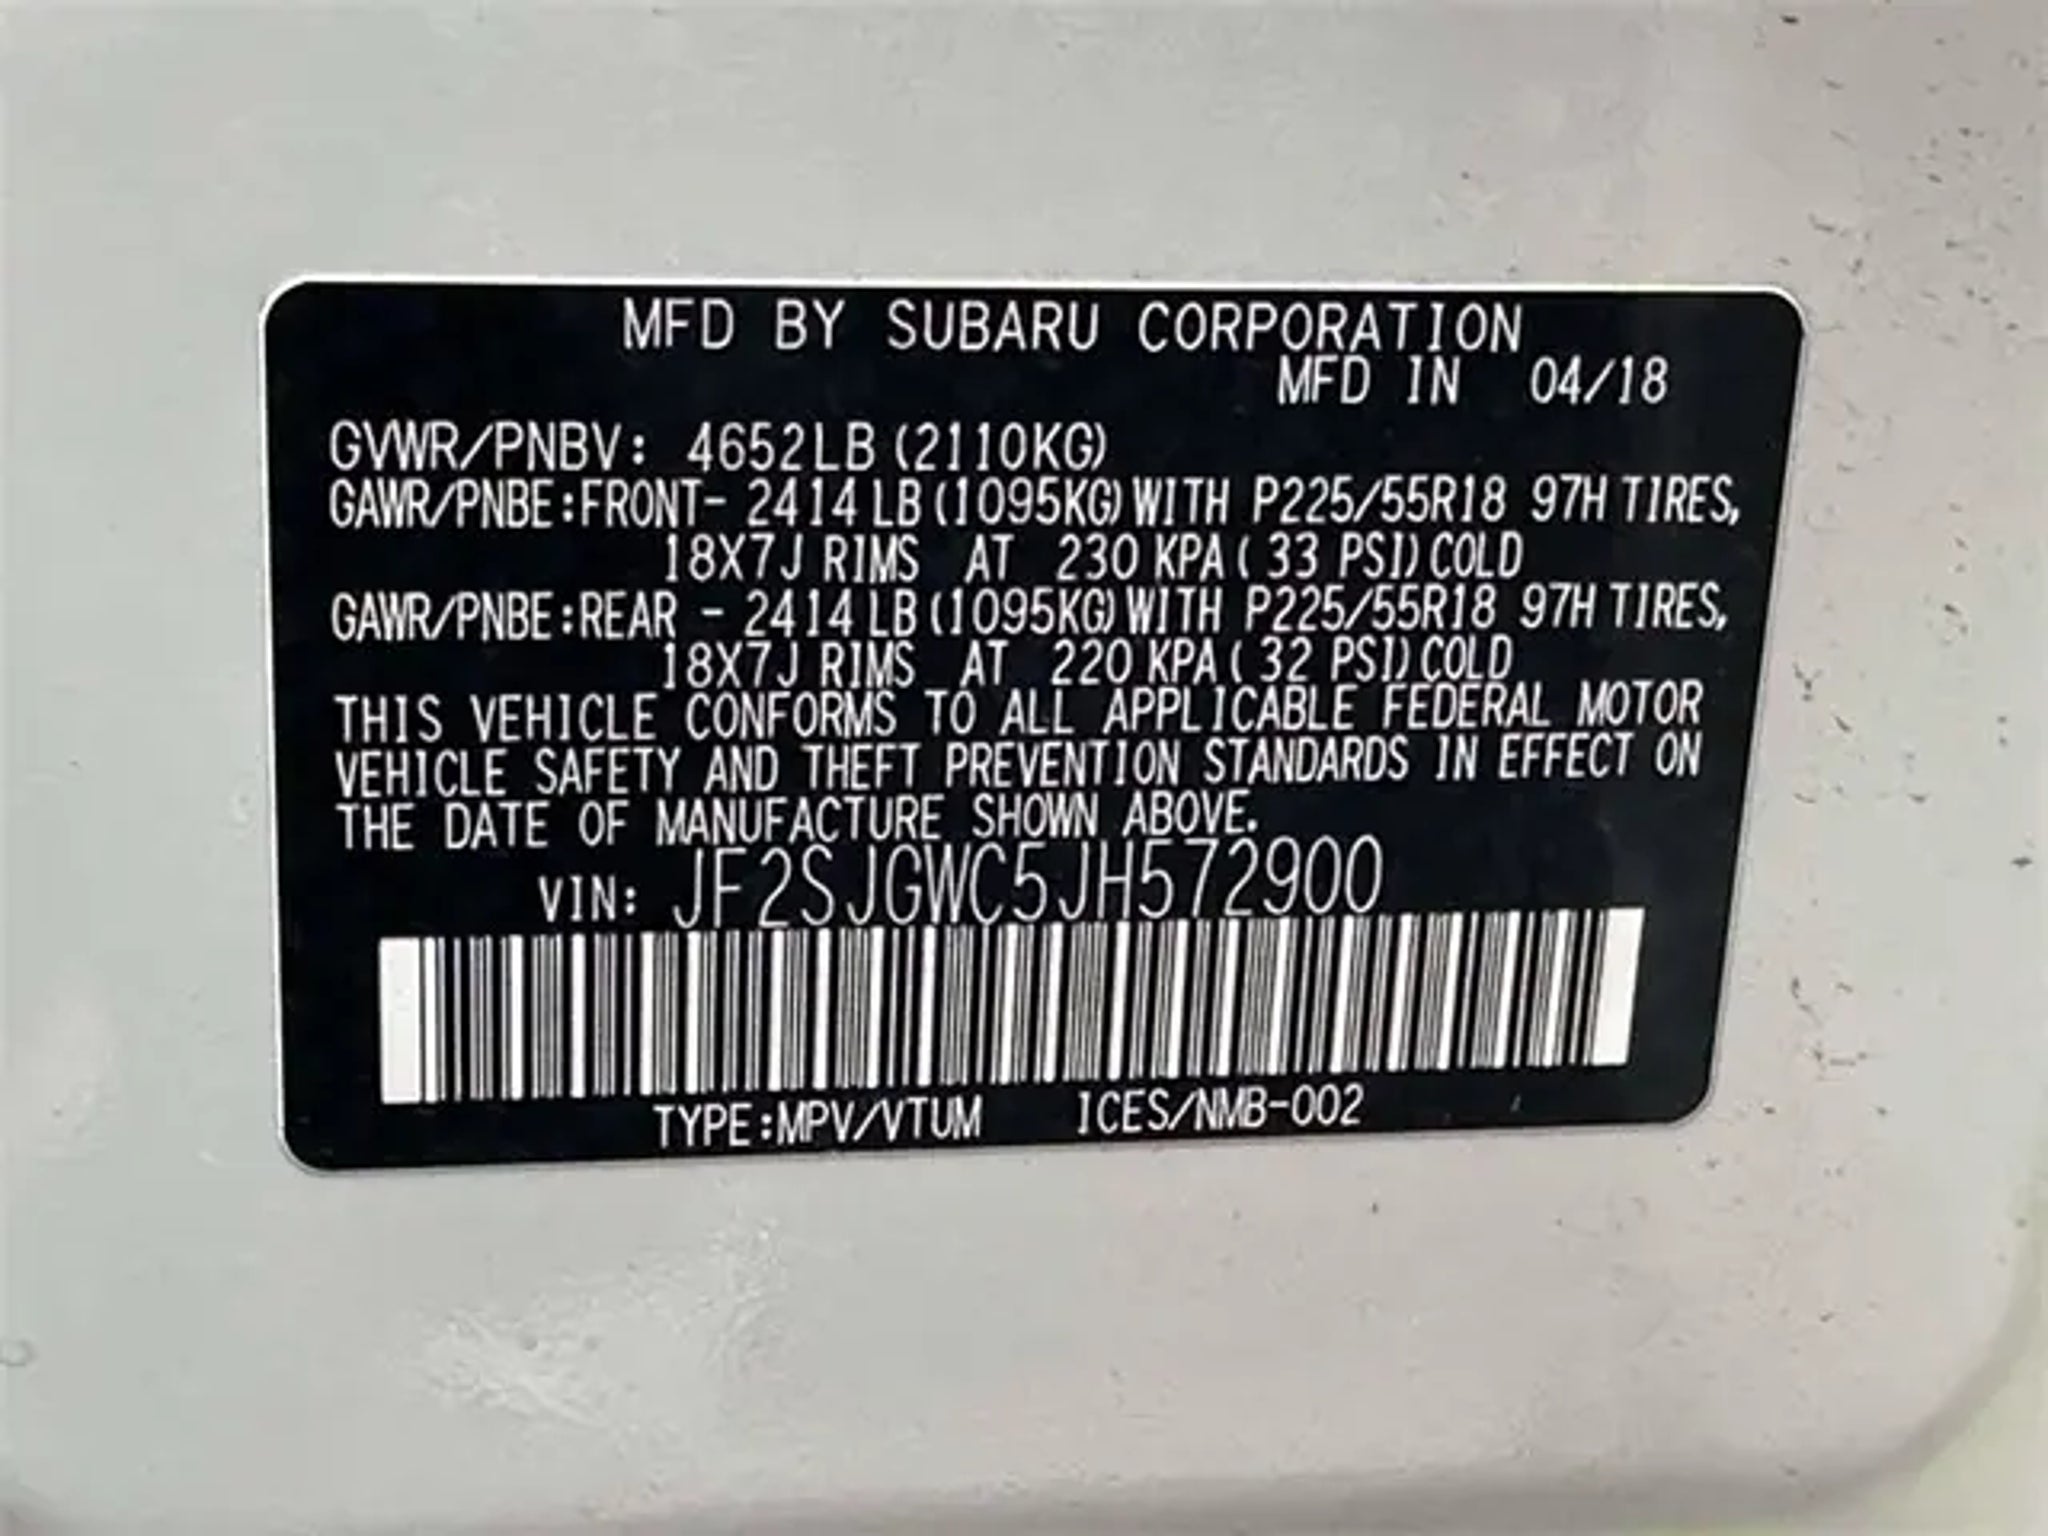 MFD BY SUBARU CORPORATION
MFD IN 04/18
GVWR/PNBV: 4652LB (2110KG)
GAWR/PNBE:FRONT- 2414 LB (1095KG) WITH P225/55R18 97H TIRES,
18X7J RIMS AT 230 KPA ( 33 PSI) COLD
GAWR/PNBE:REAR - 2414 LB (1095KG) WITH P225/55R18 97H TIRES,
18X7J RIMS AT 220 KPA ( 32 PSI) COLD
THIS VEHICLE CONFORMS TO ALL APPLICABLE FEDERAL MOTOR
VEHICLE SAFETY AND THEFT PREVENTION STANDARDS IN EFFECT ON
THE DATE OF MANUFACTURE SHOWN ABOVE.
VIN: JF2SJGWC5JH572900
TYPE:MPV/VTUM ICES/NMB-002